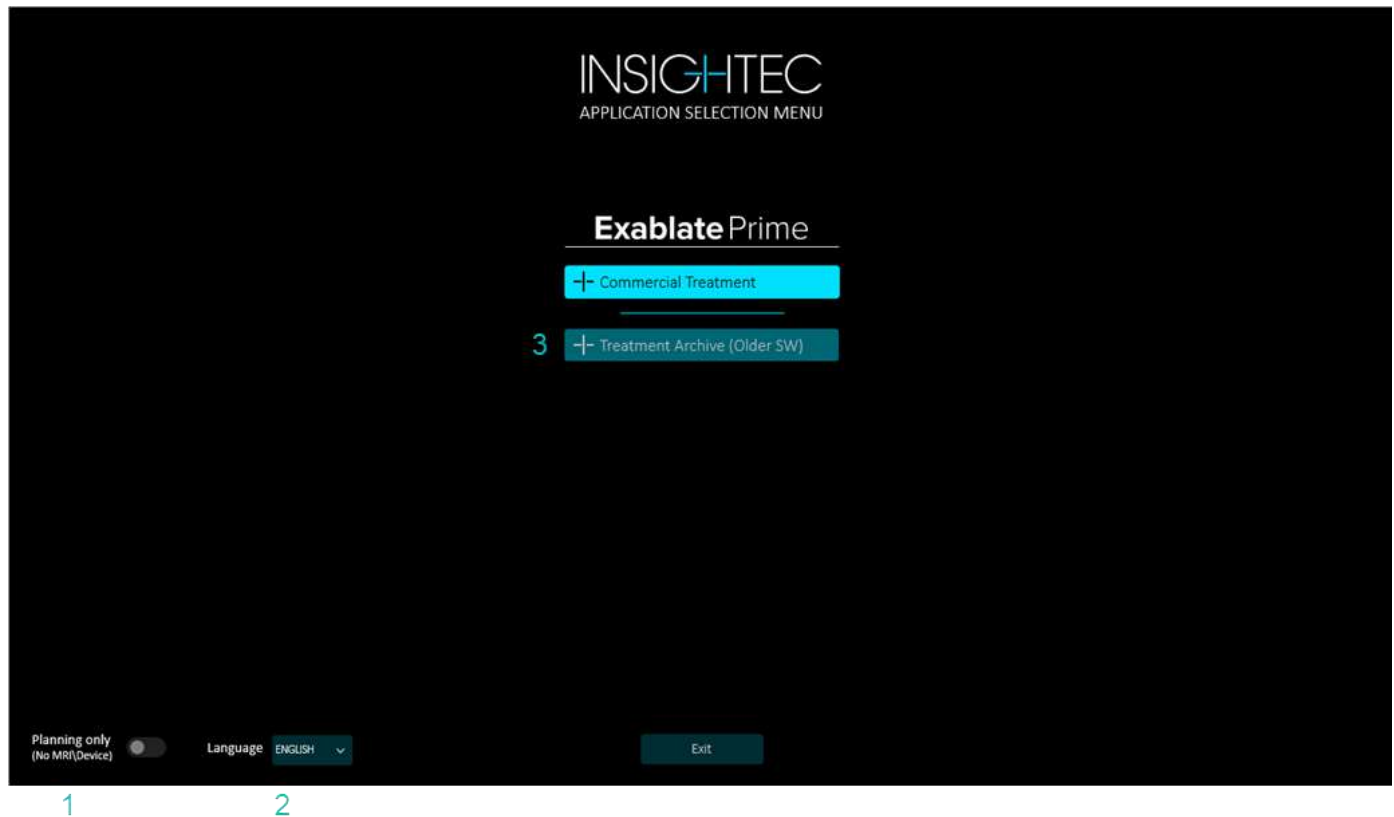 INSIGHTEC
APPLICATION SELECTION MENU
Exablate Prime
Commercial Treatment
3 Treatment Archive (Older SW)
Planning only
(No MRI\Device)
Language ENGLISH
Exit
1 2